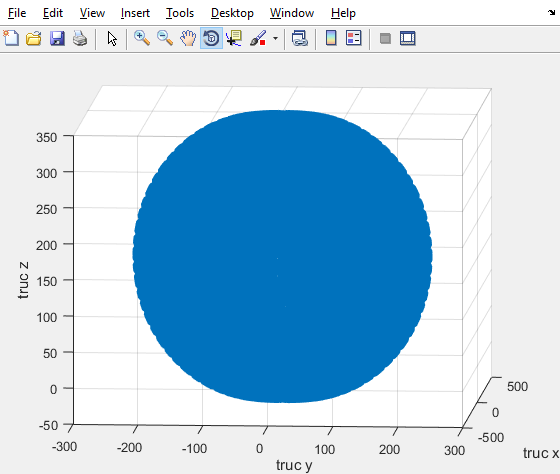 File Edit View Insert Tools Desktop Window Help
350
300
250
200
150
100
50
0
-50
truc z
-300 -200 -100 0 100 200 300
truc y
500
0
-500
truc x